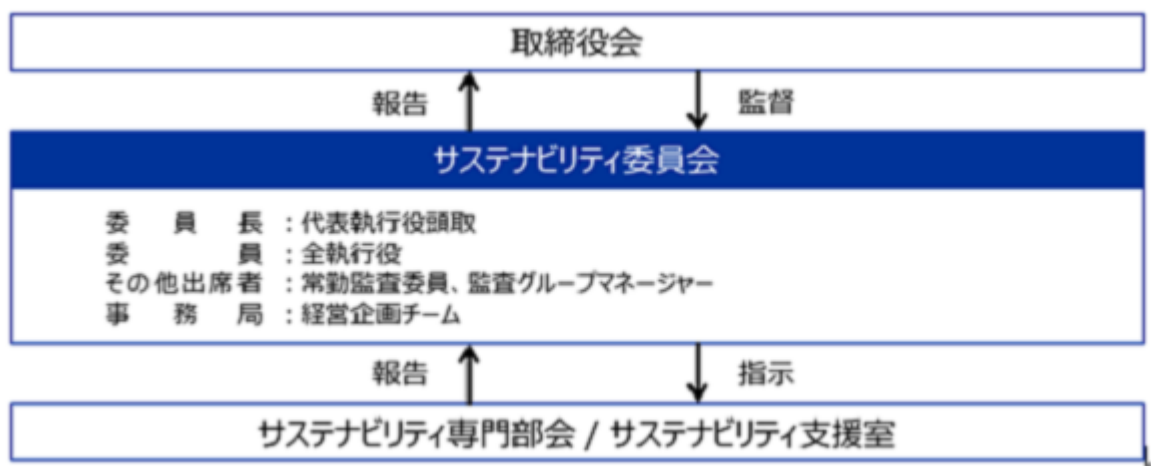 取締役会
報告 監督
サステナビリティ委員会
委員長：代表執行役頭取
委員：全執行役
その他出席者：常勤監査委員、監査グループマネージャー
事務局：経営企画チーム
報告 指示
サステナビリティ専門部会 / サステナビリティ支援室